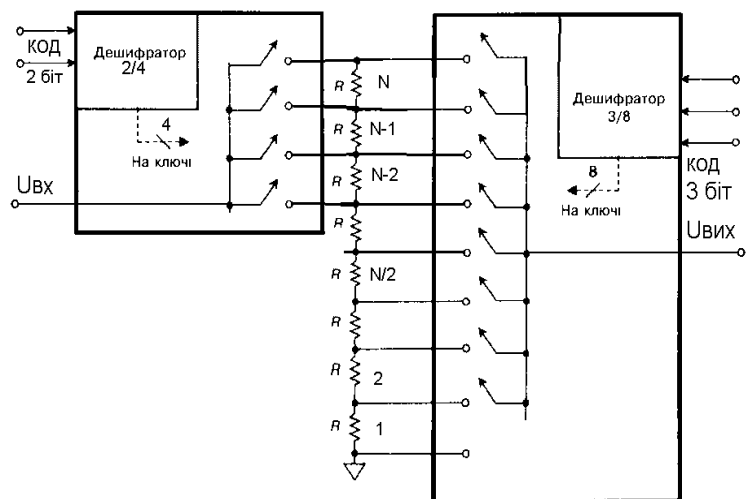 КОД
2 біт
Дешифратор
2/4
4
На ключі
Uвх
R
N
R
N-1
R
N-2
R
R
N/2
R
R
2
R
1
Дешифратор
3/8
8
На ключі
КОД
3 біт
Uвих